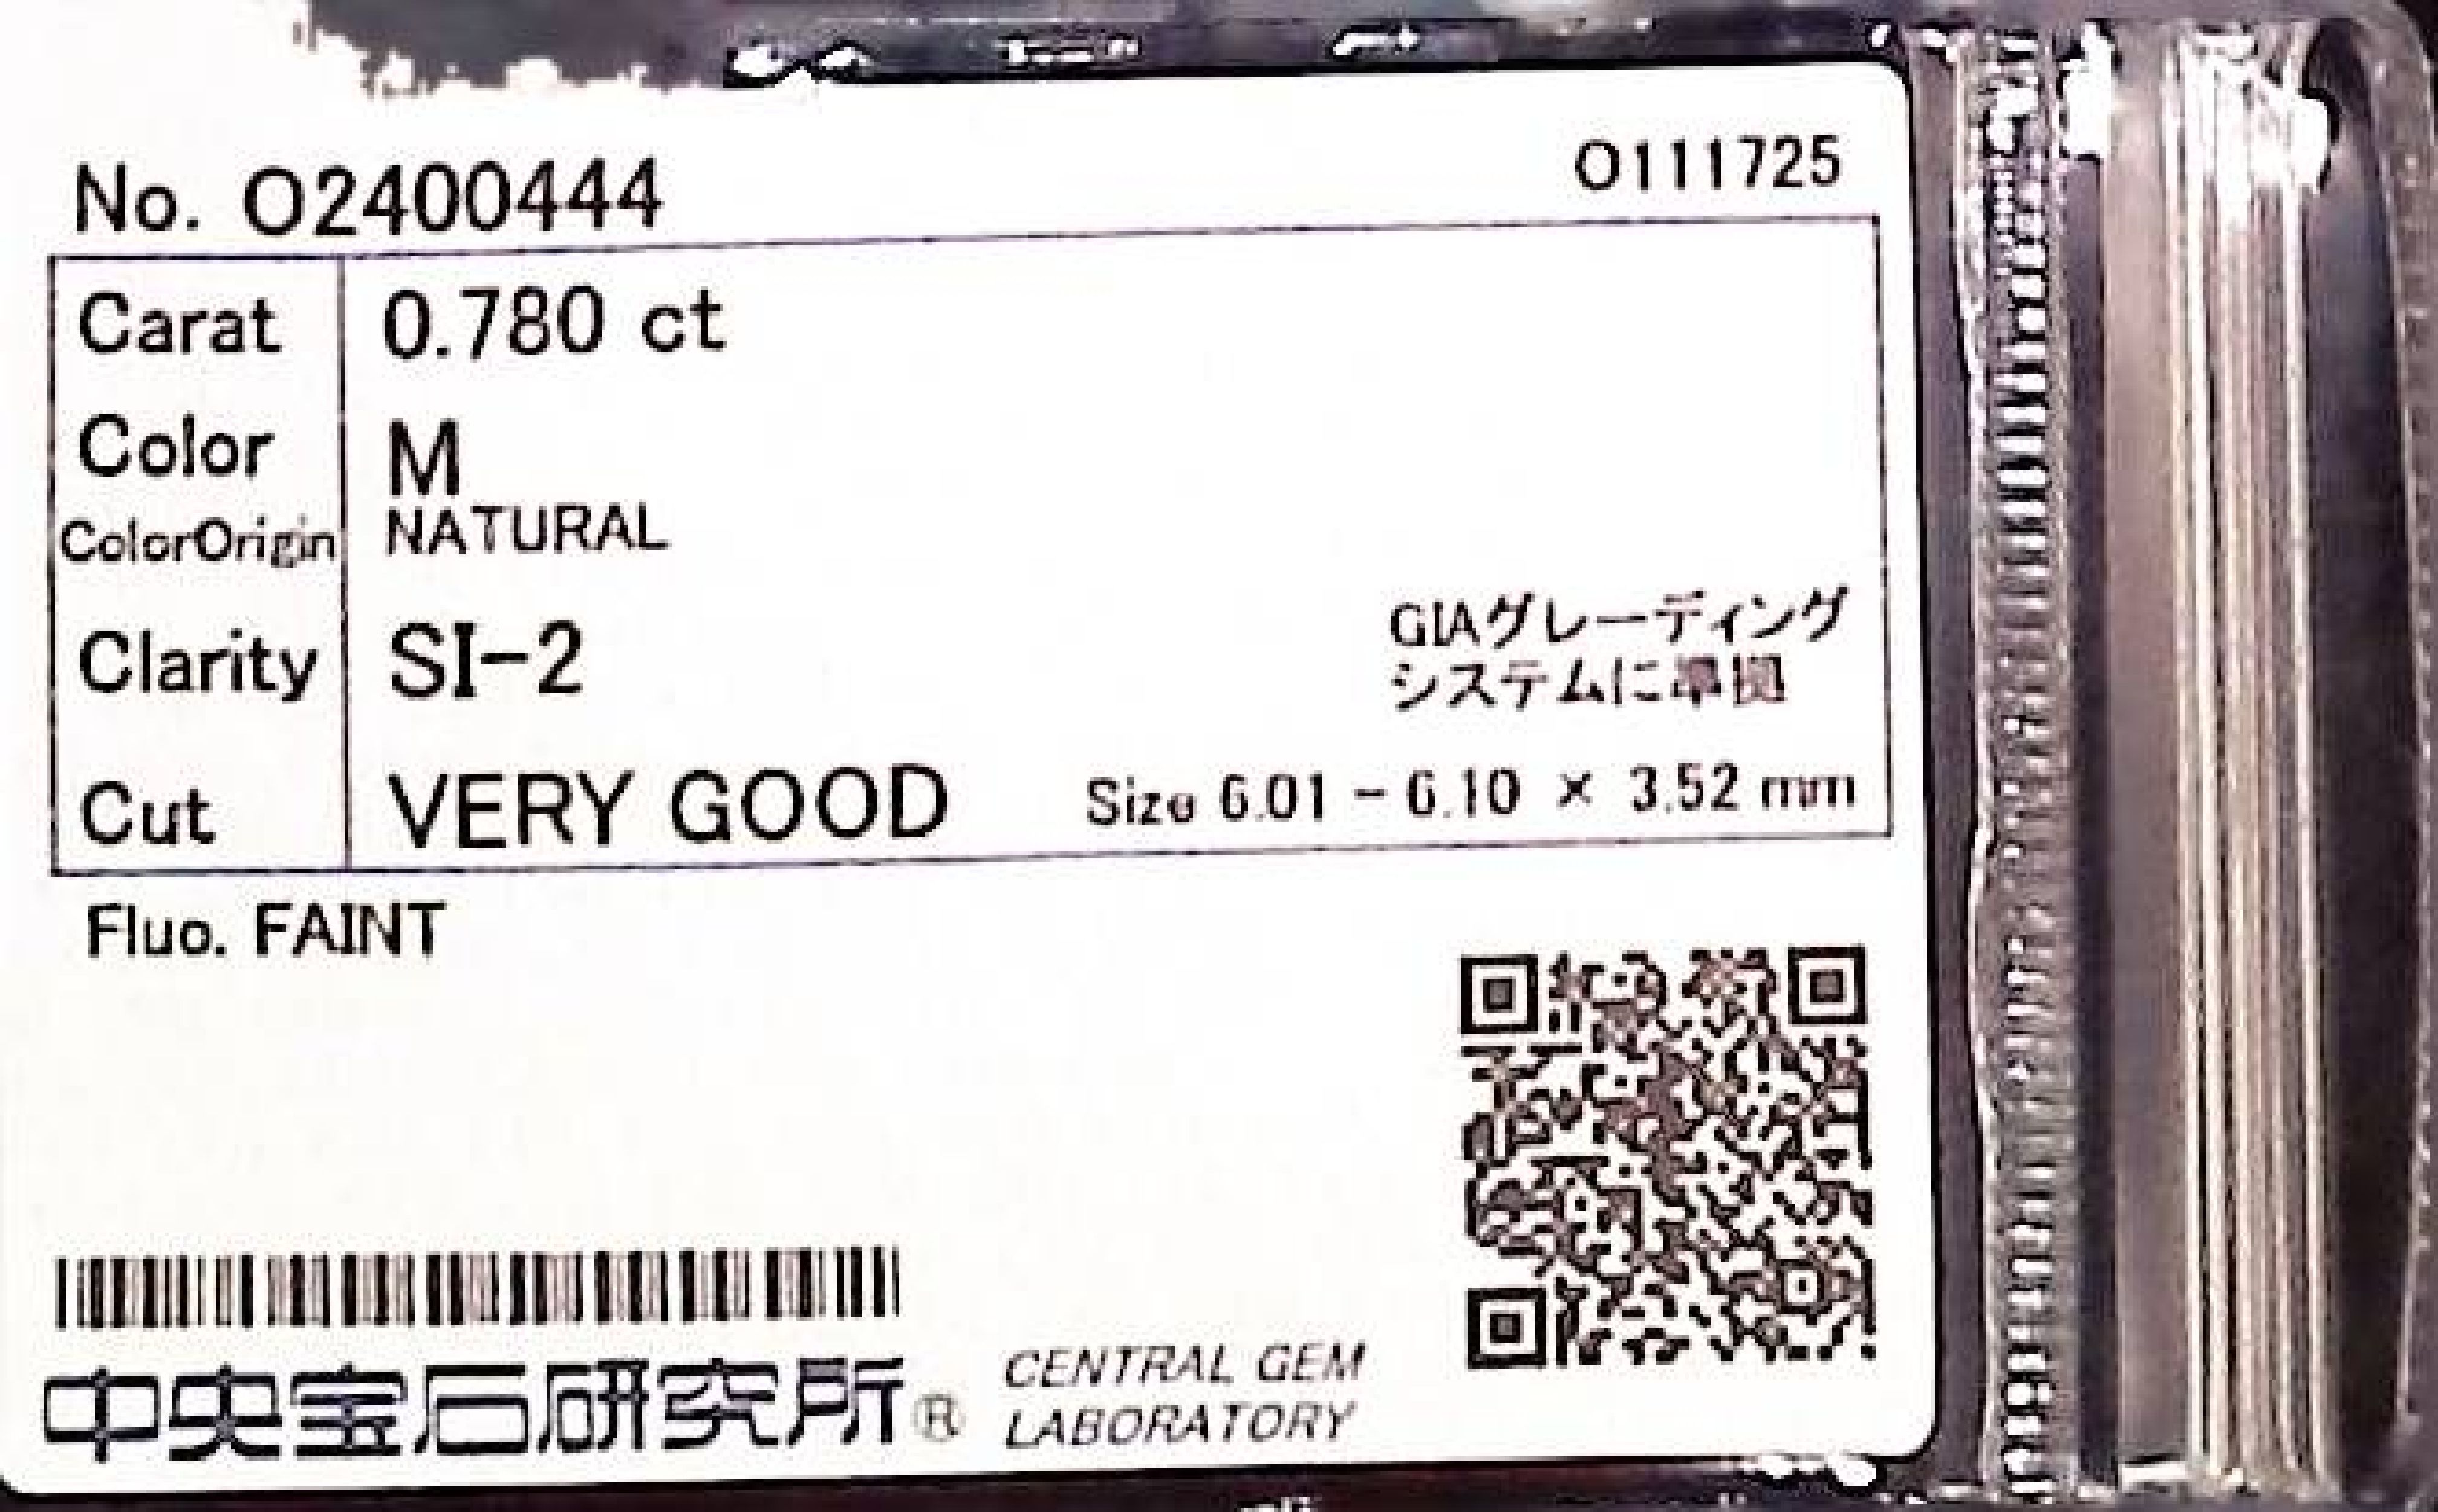 No. O2400444
O111725
Carat 0.780 ct
Color M
ColorOrigin NATURAL
Clarity SI-2
GIAグレーディング
システムに準拠
Cut VERY GOOD Size 6.01 - 6.10 × 3.52 mm
Fluo. FAINT
中央宝石研究所®
CENTRAL GEM
LABORATORY